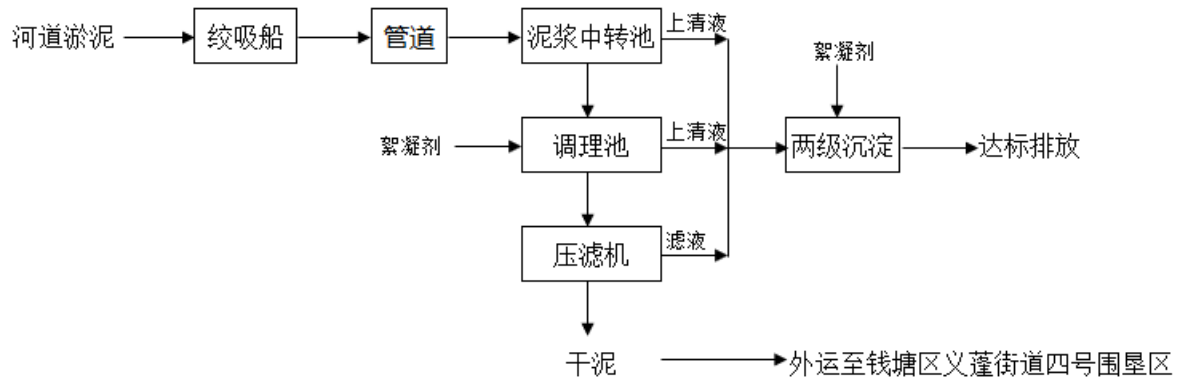 河道淤泥
绞吸船
管道
泥浆中转池
上清液
絮凝剂
絮凝剂
调理池
上清液
两级沉淀
达标排放
压滤机
滤液
干泥
外运至钱塘区义蓬街道四号围垦区